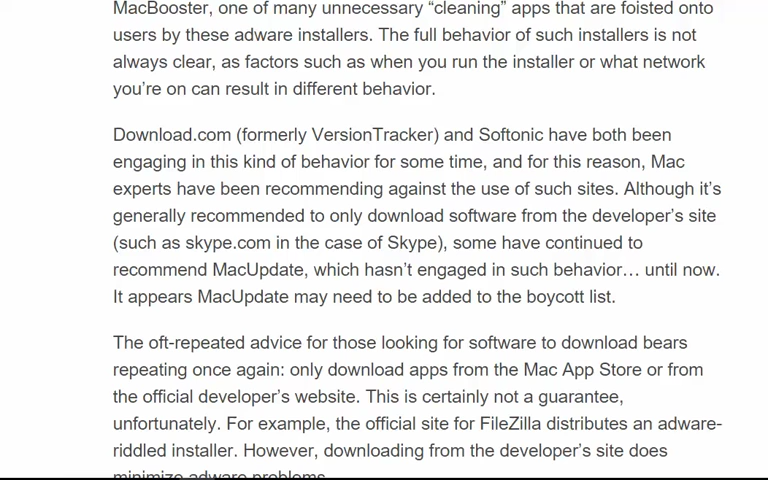 MacBooster, one of many unnecessary “cleaning” apps that are foisted onto
users by these adware installers. The full behavior of such installers is not
always clear, as factors such as when you run the installer or what network
you’re on can result in different behavior.
Download.com (formerly VersionTracker) and Softonic have both been
engaging in this kind of behavior for some time, and for this reason, Mac
experts have been recommending against the use of such sites. Although it’s
generally recommended to only download software from the developer’s site
(such as skype.com in the case of Skype), some have continued to
recommend MacUpdate, which hasn’t engaged in such behavior… until now.
It appears MacUpdate may need to be added to the boycott list.
The oft-repeated advice for those looking for software to download bears
repeating once again: only download apps from the Mac App Store or from
the official developer’s website. This is certainly not a guarantee,
unfortunately. For example, the official site for FileZilla distributes an adware-
riddled installer. However, downloading from the developer’s site does
minimize adware problems.